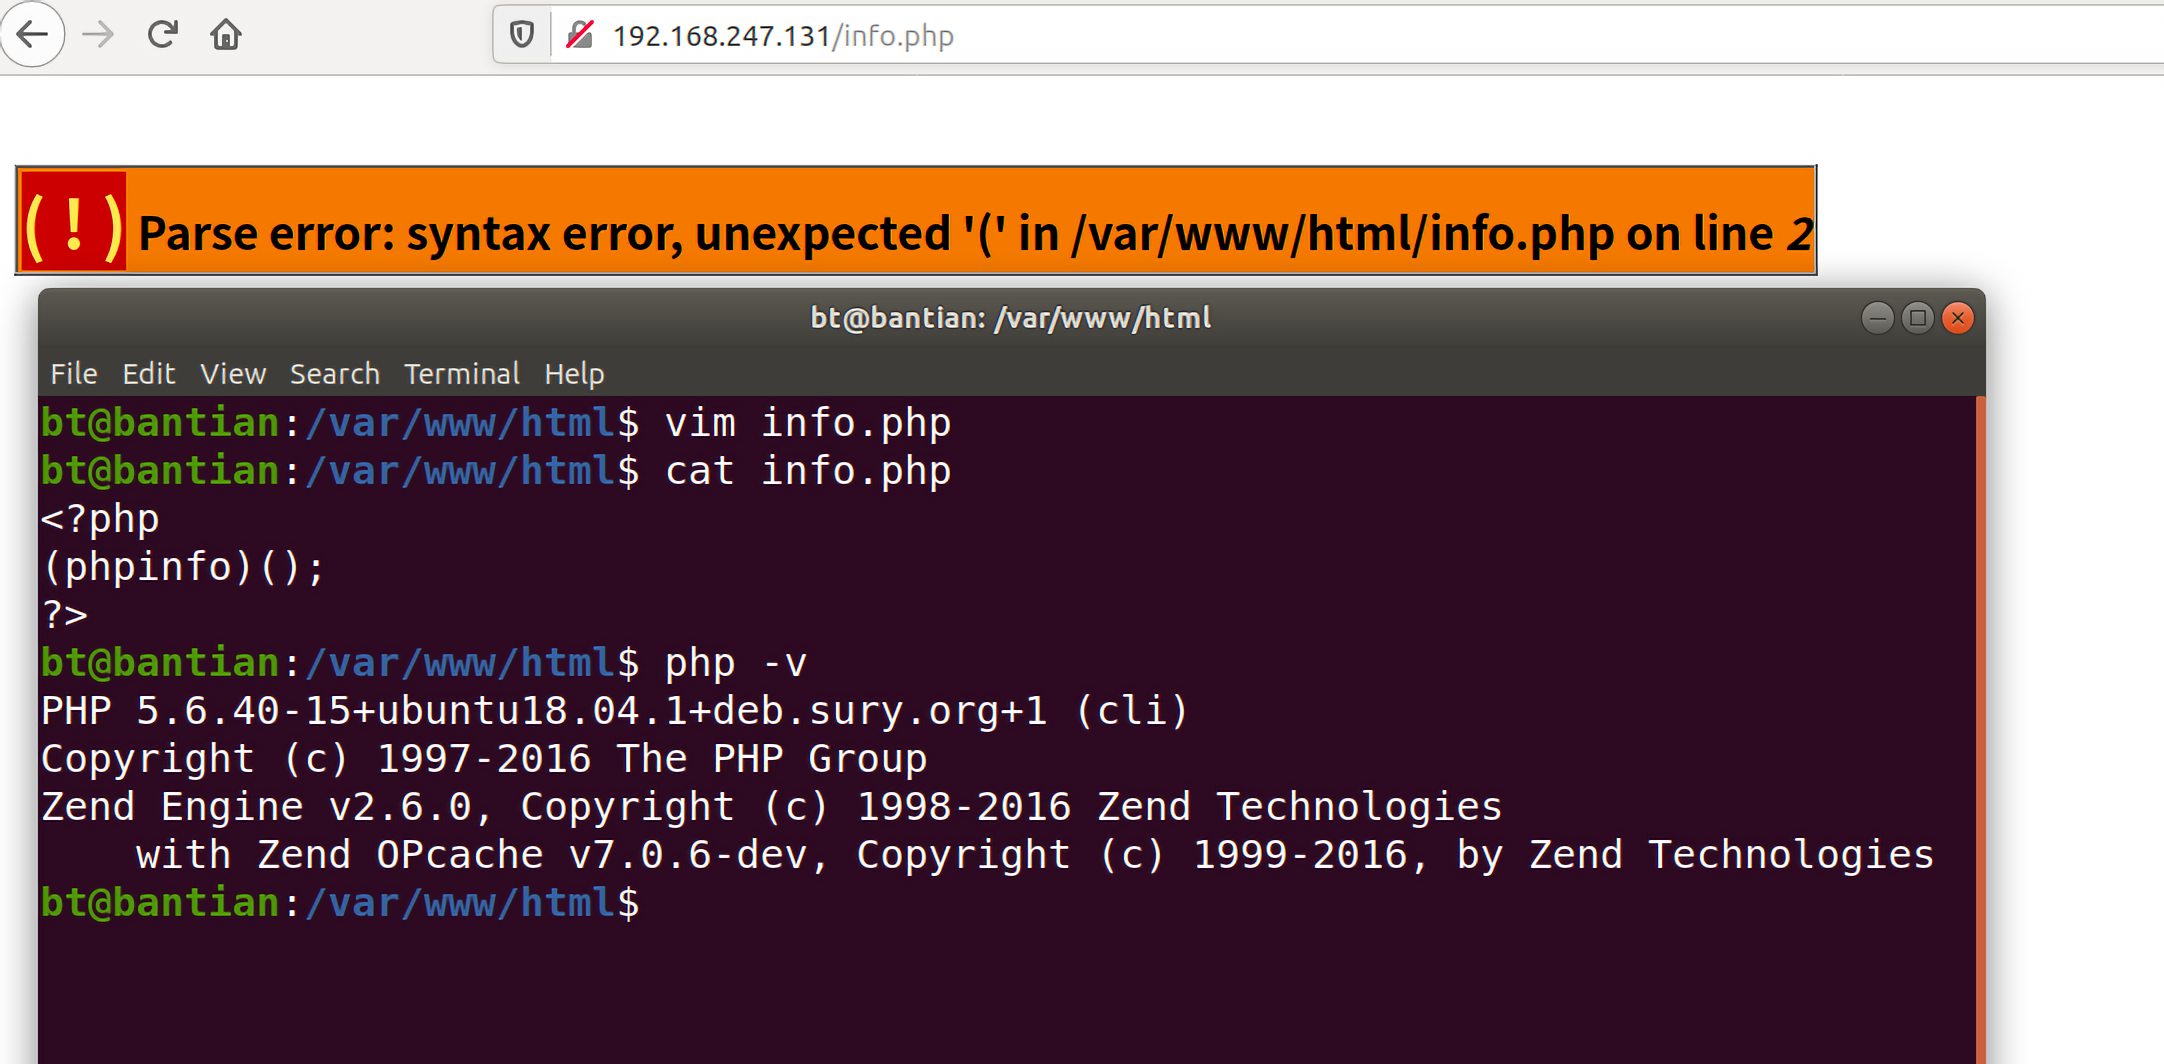 192.168.247.131/info.php
(!) Parse error: syntax error, unexpected '(' in /var/www/html/info.php on line 2
bt@bantian: /var/www/html
File Edit View Search Terminal Help
bt@bantian:/var/www/html$ vim info.php
bt@bantian:/var/www/html$ cat info.php
<?php
(phpinfo)();
?>
bt@bantian:/var/www/html$ php -v
PHP 5.6.40-15+ubuntu18.04.1+deb.sury.org+1 (cli)
Copyright (c) 1997-2016 The PHP Group
Zend Engine v2.6.0, Copyright (c) 1998-2016 Zend Technologies
    with Zend OPcache v7.0.6-dev, Copyright (c) 1999-2016, by Zend Technologies
bt@bantian:/var/www/html$